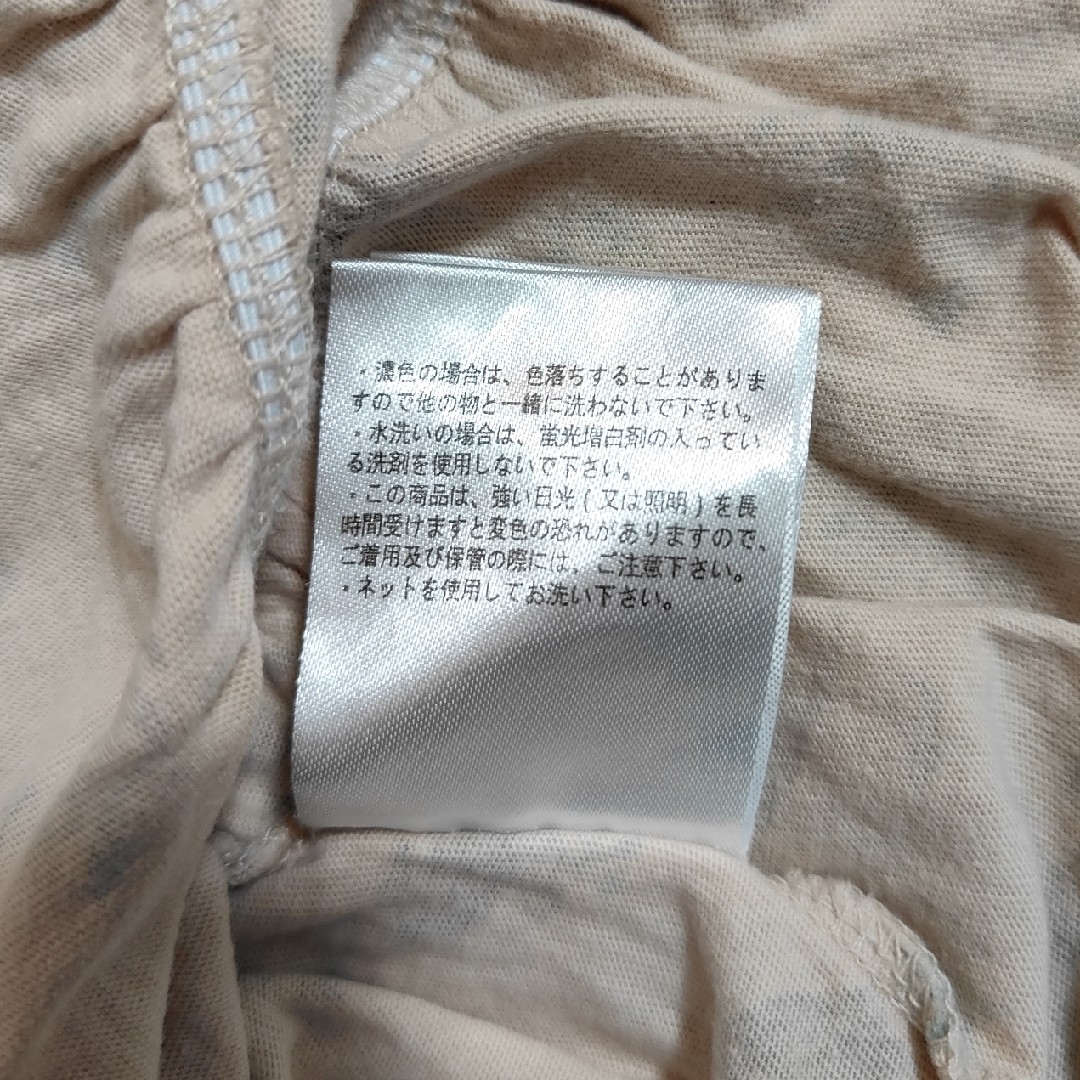 ・濃色の場合は、色落ちすることがありま
すので他の物と一緒に洗わないで下さい。
・水洗いの場合は、蛍光増白剤の入ってい
る洗剤を使用しないで下さい。
・この商品は、強い日光(又は照明)を長
時間受けますと変色の恐れがありますので、
ご着用及び保管の際には、ご注意下さい。
・ネットを使用してお洗い下さい。